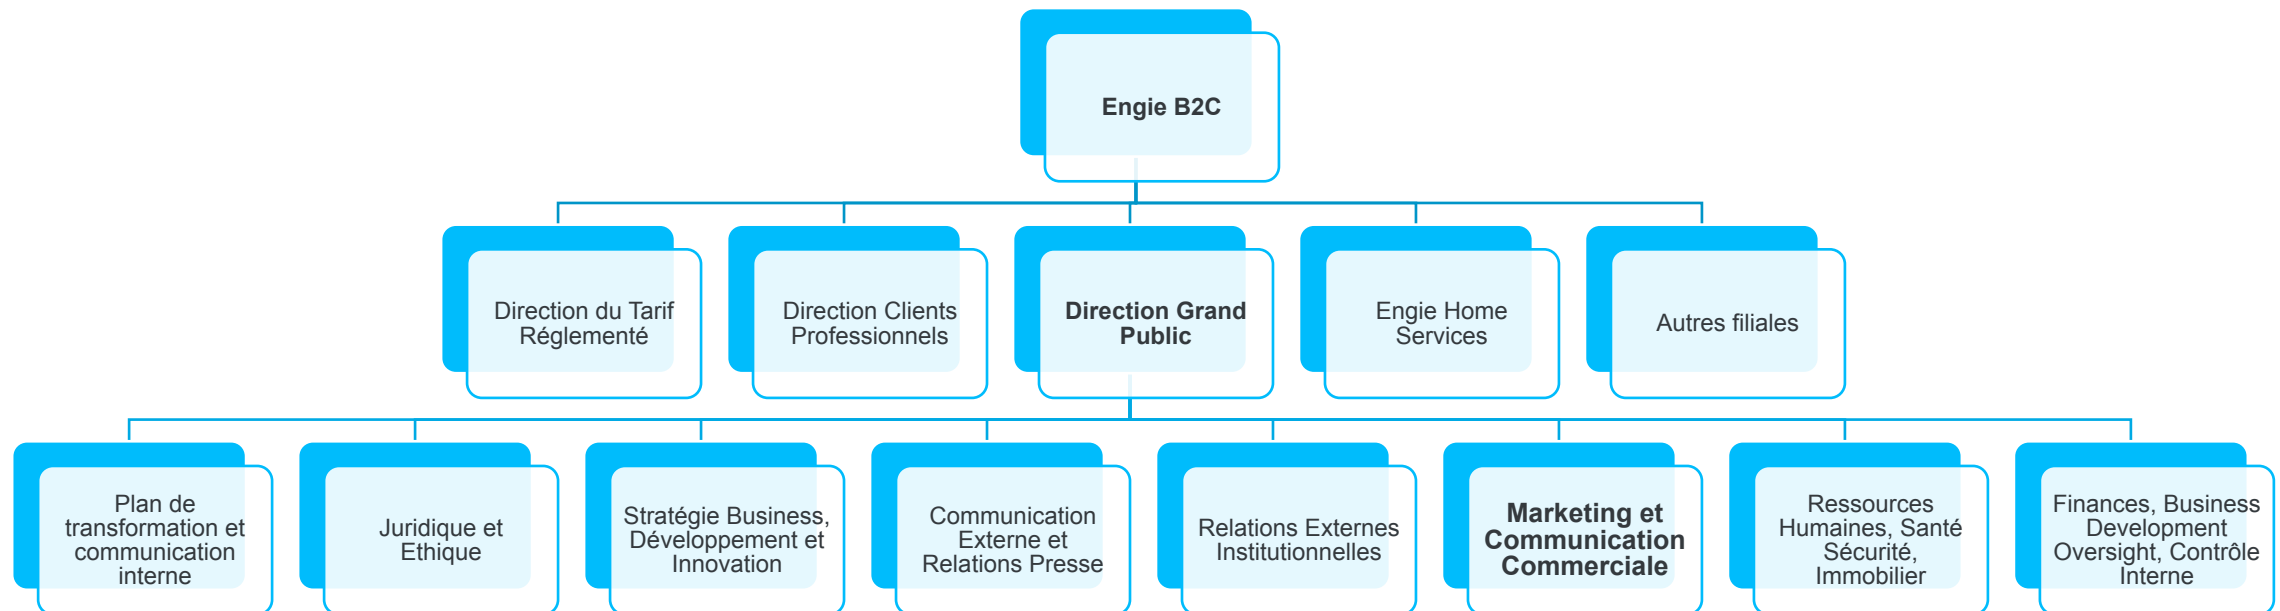 Engie B2C
Direction du Tarif
Réglementé
Direction Clients
Professionnels
Direction Grand
Public
Engie Home
Services
Autres filiales
Plan de
transformation et
communication
interne
Juridique et
Ethique
Stratégie Business,
Développement et
Innovation
Communication
Externe et
Relations Presse
Relations Externes
Institutionnelles
Marketing et
Communication
Commerciale
Ressources
Humaines, Santé
Sécurité,
Immobilier
Finances, Business
Development
Oversight, Contrôle
Interne